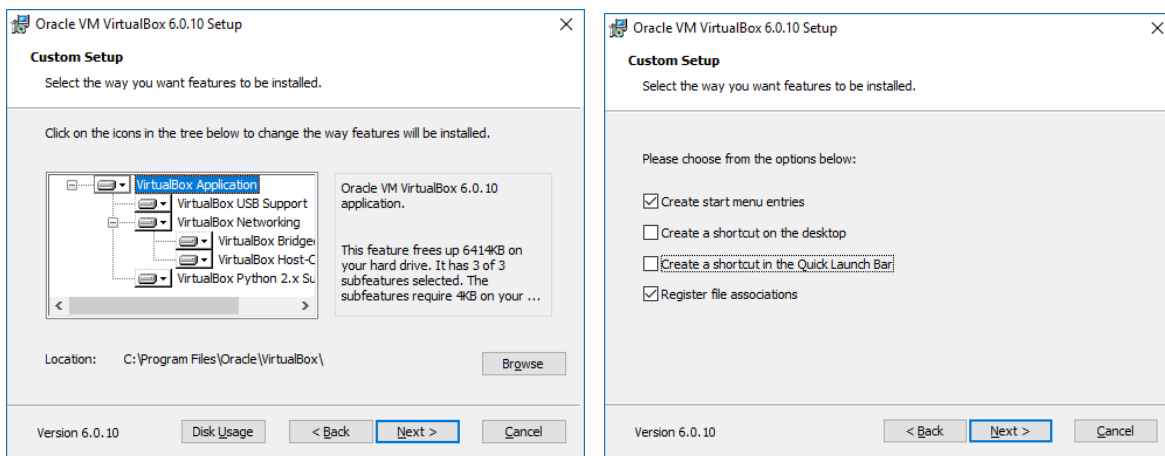 Oracle VM VirtualBox 6.0.10 Setup
Custom Setup
Select the way you want features to be installed.
Click on the icons in the tree below to change the way features will be installed.
VirtualBox Application
VirtualBox USB Support
VirtualBox Networking
VirtualBox Bridged
VirtualBox Host-C
VirtualBox Python 2.x Su
Oracle VM VirtualBox 6.0.10
application.
This feature frees up 6414KB on
your hard drive. It has 3 of 3
subfeatures selected. The
subfeatures require 4KB on your ...
Location: C:\Program Files\Oracle\VirtualBox\
Browse
Version 6.0.10
Disk Usage
< Back
Next >
Cancel
Oracle VM VirtualBox 6.0.10 Setup
Custom Setup
Select the way you want features to be installed.
Please choose from the options below:
Create start menu entries
Create a shortcut on the desktop
Create a shortcut in the Quick Launch Bar
Register file associations
Version 6.0.10
< Back
Next >
Cancel